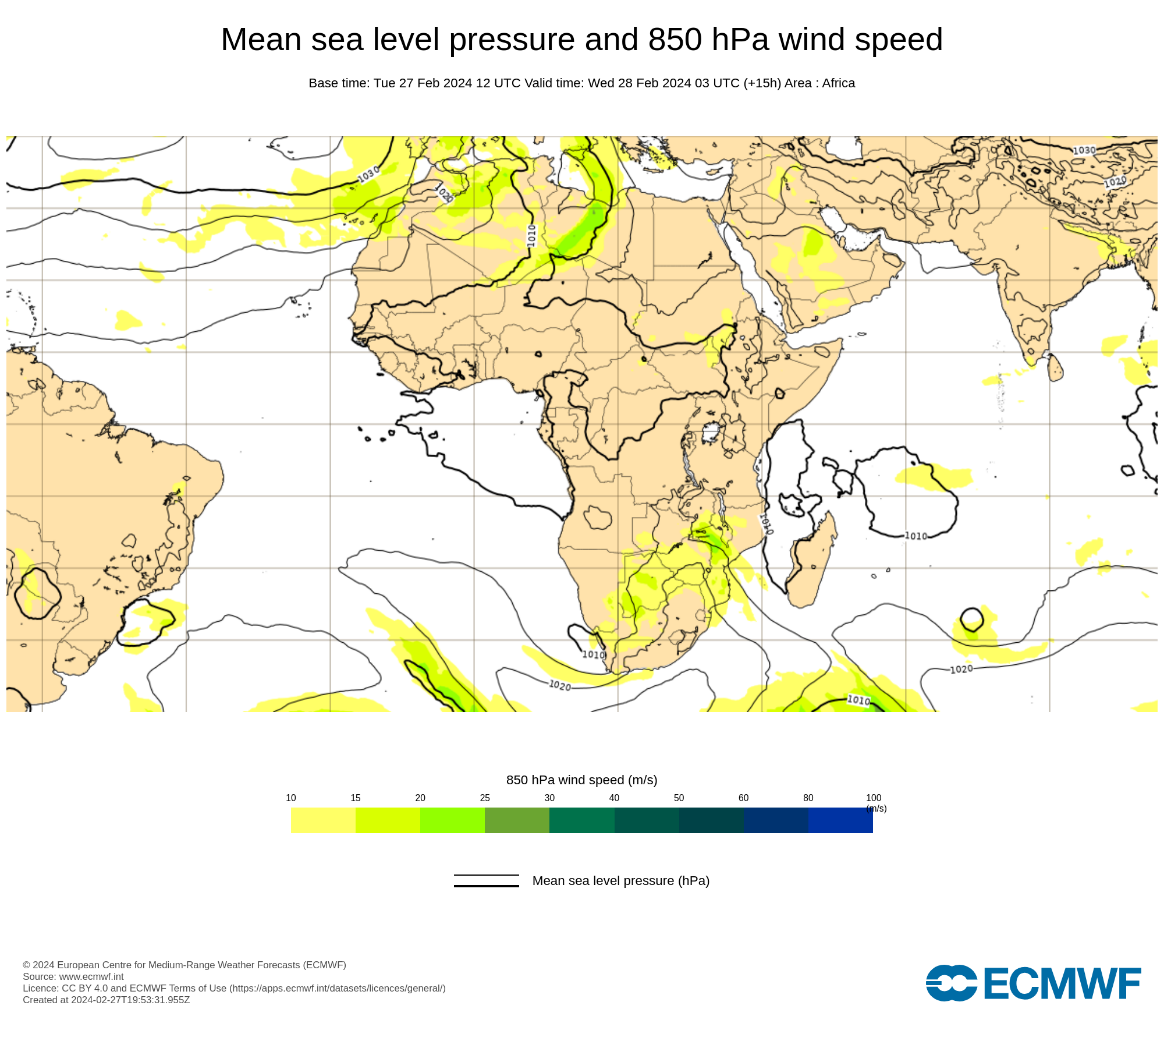 Mean sea level pressure and 850 hPa wind speed
Base time: Tue 27 Feb 2024 12 UTC Valid time: Wed 28 Feb 2024 03 UTC (+15h) Area : Africa
1030
1030
1020
1020
1010
1010
1010
1010
1020
1020
1010
850 hPa wind speed (m/s)
10 15 20 25 30 40 50 60 80 100
(m/s)
Mean sea level pressure (hPa)
© 2024 European Centre for Medium-Range Weather Forecasts (ECMWF)
Source: www.ecmwf.int
Licence: CC BY 4.0 and ECMWF Terms of Use (https://apps.ecmwf.int/datasets/licences/general/)
Created at 2024-02-27T19:53:31.955Z
ECMWF